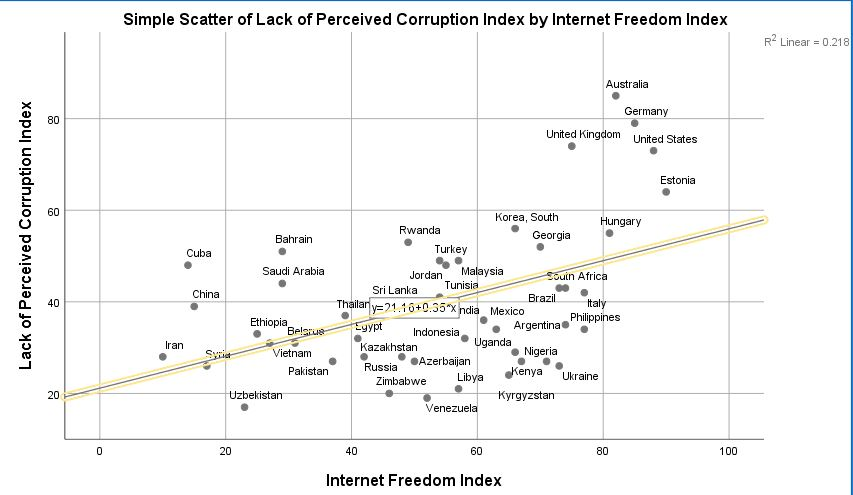 Simple Scatter of Lack of Perceived Corruption Index by Internet Freedom Index
R2 Linear = 0.218
Lack of Perceived Corruption Index
80
60
40
20
Australia
Germany
United Kingdom
United States
Estonia
Korea, South
Hungary
Georgia
Rwanda
Bahrain
Turkey
Cuba
Saudi Arabia
Jordan
Malaysia
South Africa
Tunisia
Sri Lanka
China
Brazil
Italy
Thailan
y=21.16+0.35*x
ndia
Mexico
Philippines
Ethiopia
Belarus
Egypt
Indonesia
Argentina
Iran
Syria
Vietnam
Kazakhstan
Uganda
Nigeria
Pakistan
Russia
Azerbaijan
Kenya
Ukraine
Zimbabwe
Libya
Uzbekistan
Venezuela
Kyrgyzstan
0
20
40
60
80
100
Internet Freedom Index